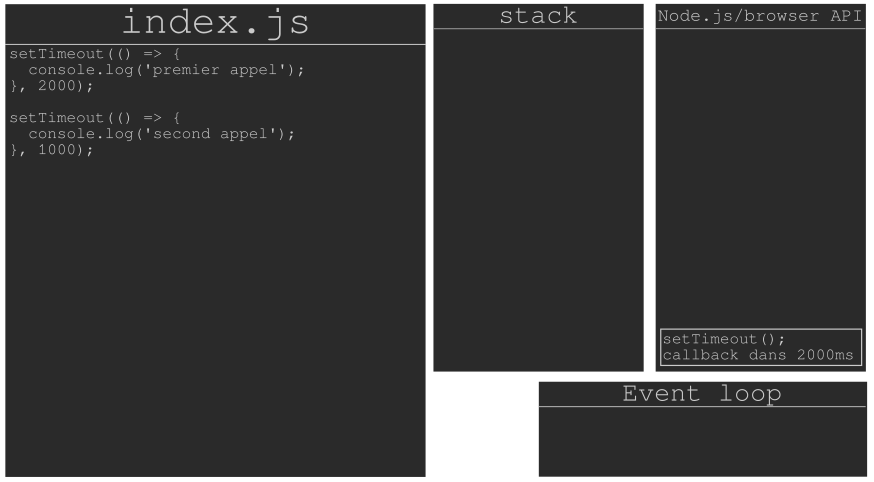 index.js
setTimeout(() => {
  console.log('premier appel');
}, 2000);
setTimeout(() => {
  console.log('second appel');
}, 1000);
stack
Node.js/browser API
setTimeout();
callback dans 2000ms
Event loop